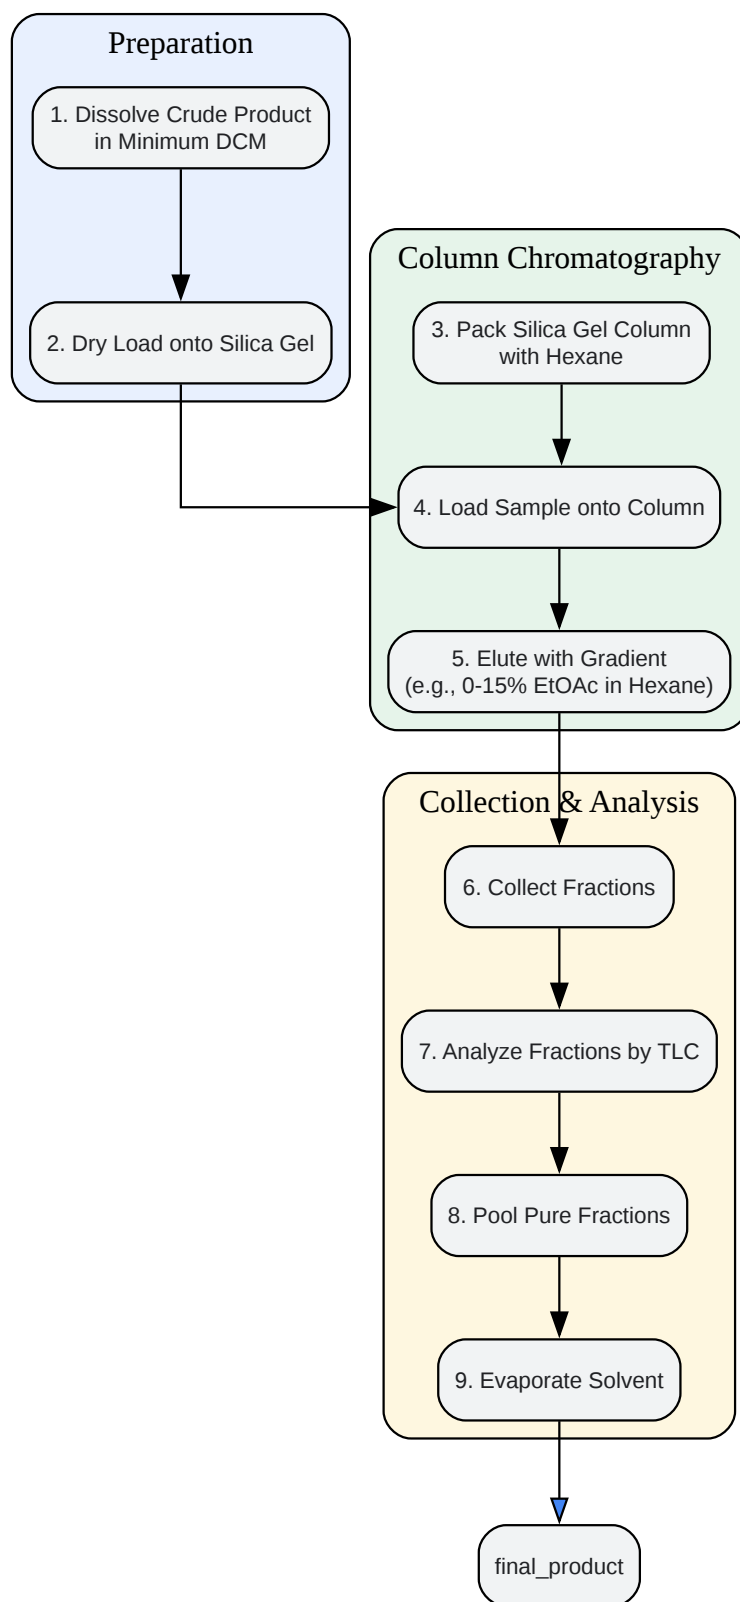 Preparation
1. Dissolve Crude Product
in Minimum DCM
2. Dry Load onto Silica Gel
Column Chromatography
3. Pack Silica Gel Column
with Hexane
4. Load Sample onto Column
5. Elute with Gradient
(e.g., 0-15% EtOAc in Hexane)
Collection & Analysis
6. Collect Fractions
7. Analyze Fractions by TLC
8. Pool Pure Fractions
9. Evaporate Solvent
final_product